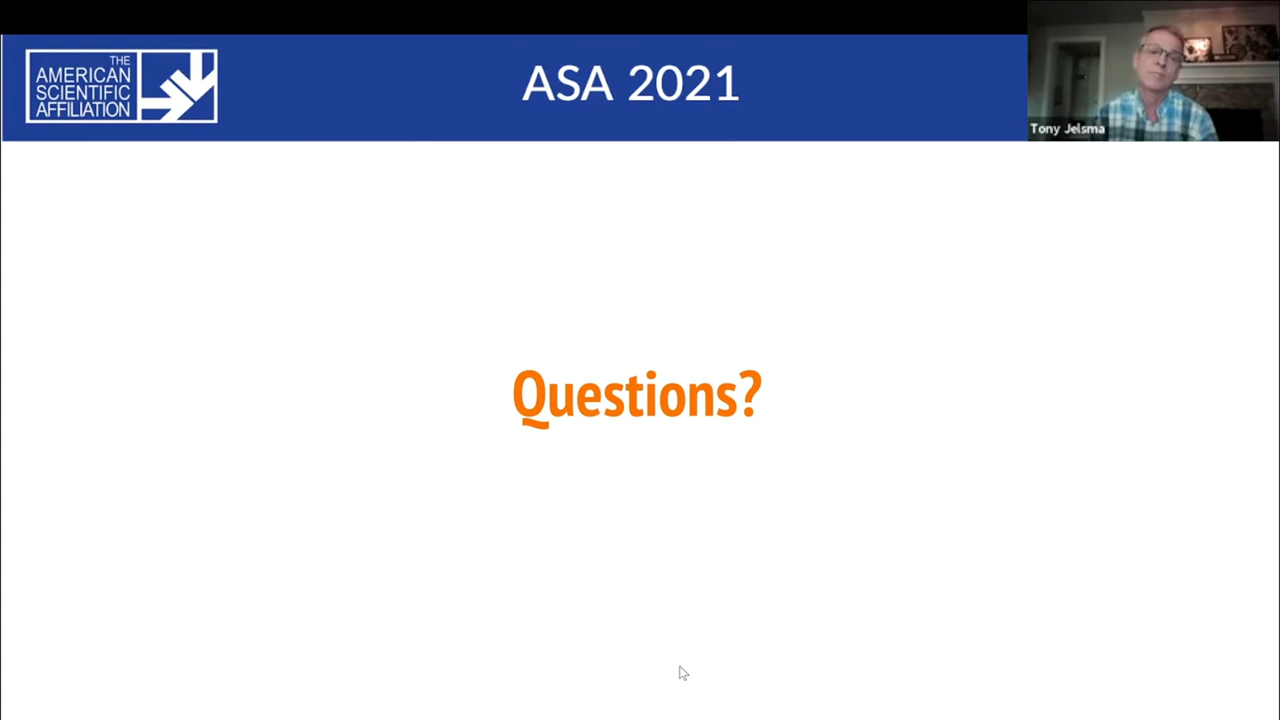 THE
AMERICAN
SCIENTIFIC
AFFILIATION
ASA 2021
Tony Jelsma
Questions?